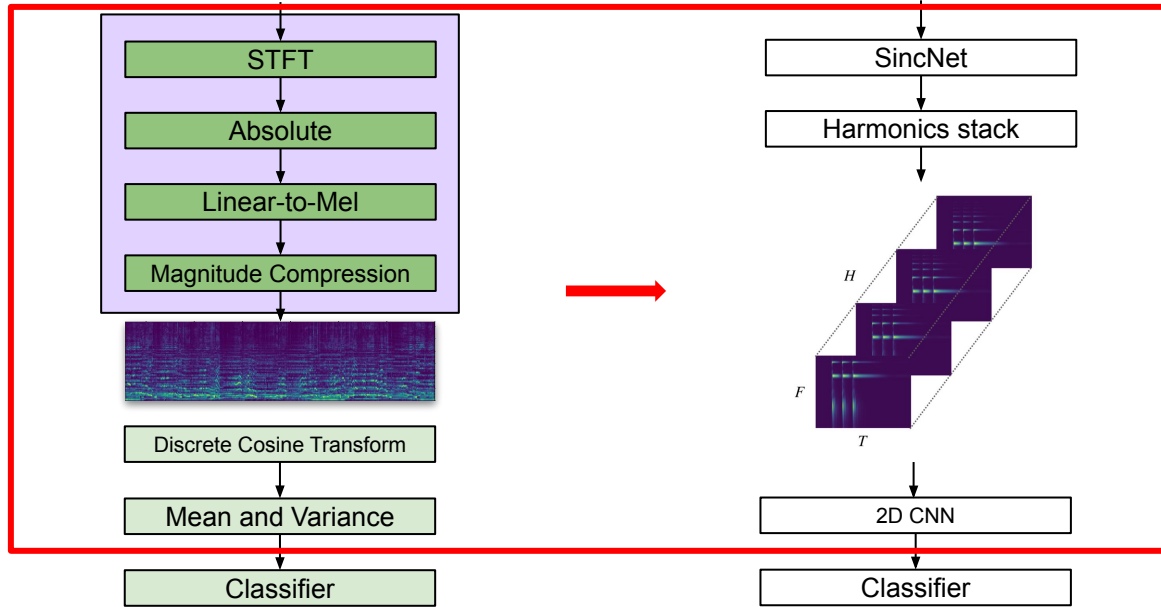 STFT
Absolute
Linear-to-Mel
Magnitude Compression
Discrete Cosine Transform
Mean and Variance
Classifier
SincNet
Harmonics stack
H
F
T
2D CNN
Classifier